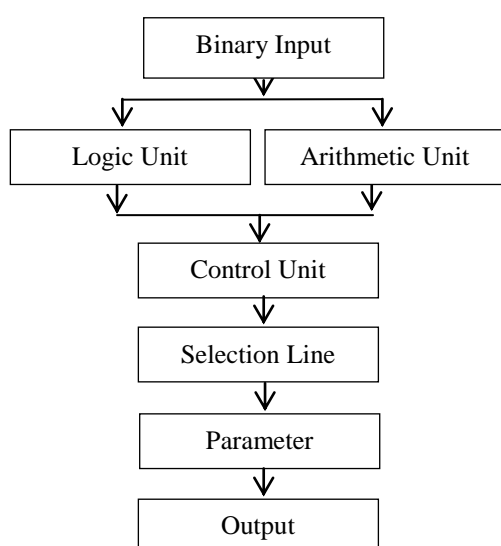 Binary Input
Logic Unit
Arithmetic Unit
Control Unit
Selection Line
Parameter
Output